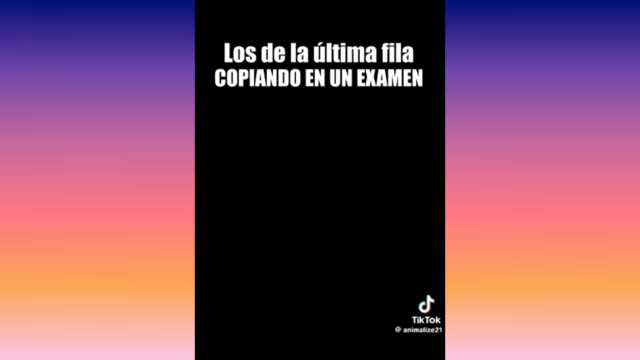 Los de la última fila
COPIANDO EN UN EXAMEN
TikTok
animalize21